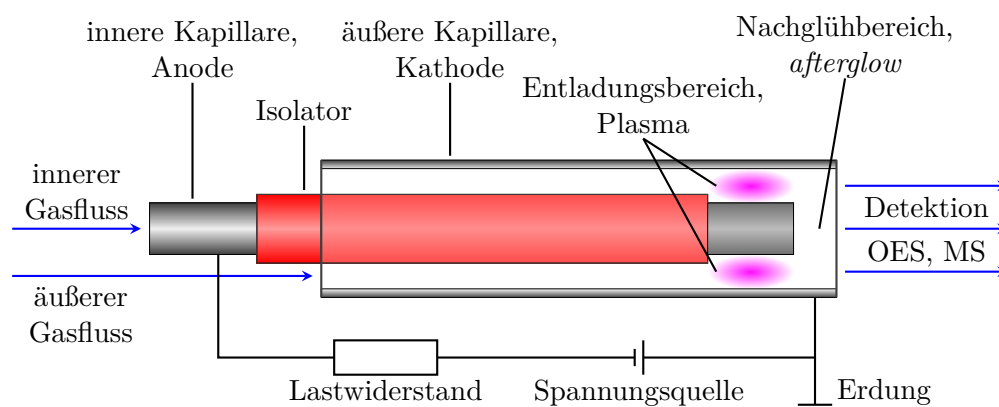 innere Kapillare,
Anode
äußere Kapillare,
Kathode
Nachglühbereich,
afterglow
Isolator
Entladungsbereich,
Plasma
innerer
Gasfluss
äußerer
Gasfluss
Detektion
OES, MS
Lastwiderstand
Spannungsquelle
Erdung